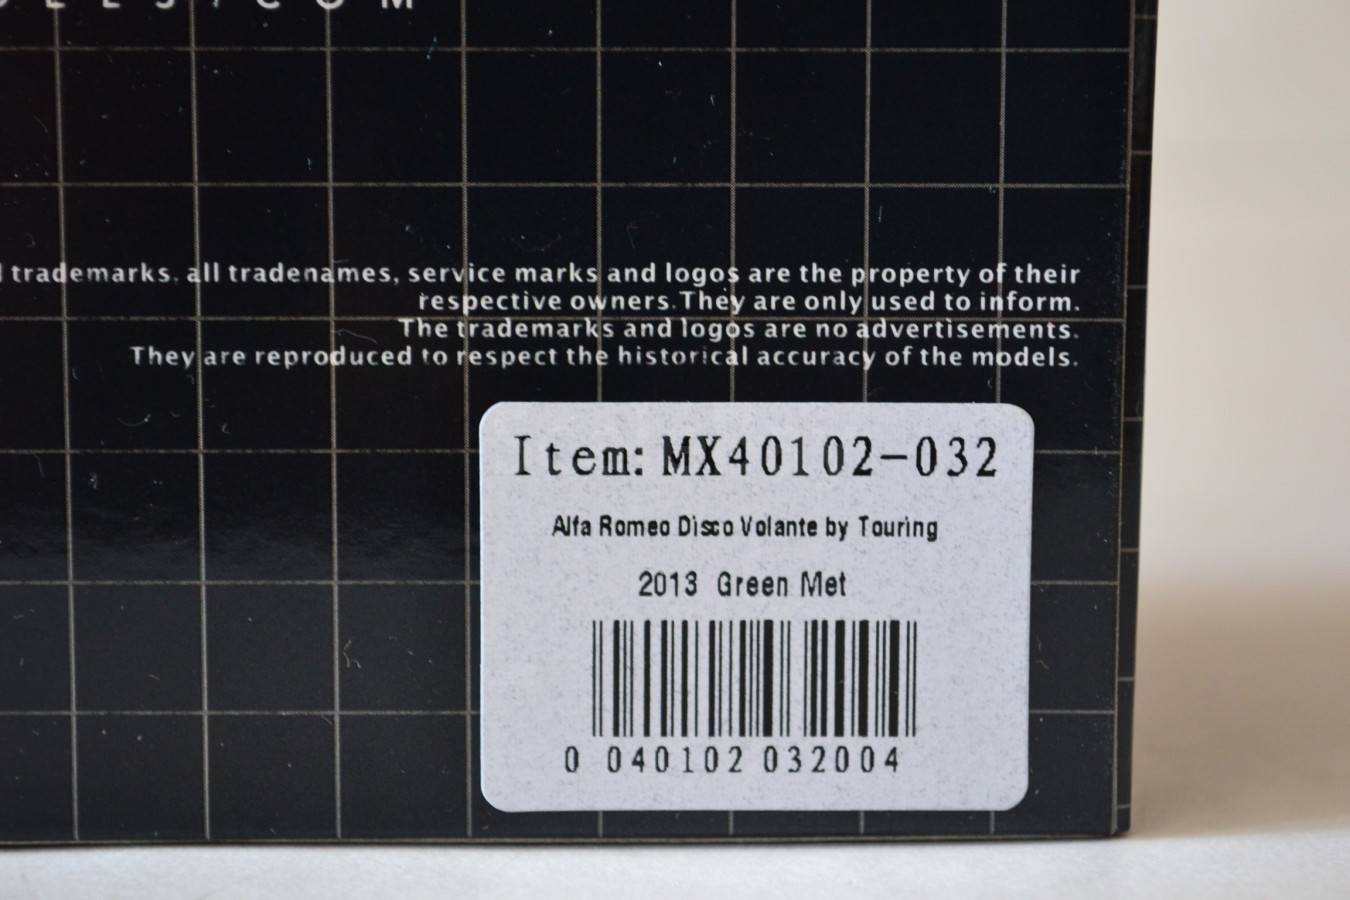 trademarks. all tradenames, service marks and logos are the property of their
respective owners. They are only used to inform.
The trademarks and logos are no advertisements.
They are reproduced to respect the historical accuracy of the models.
Item: MX40102-032
Alfa Romeo Disco Volante by Touring
2013 Green Met
0 040102 032004